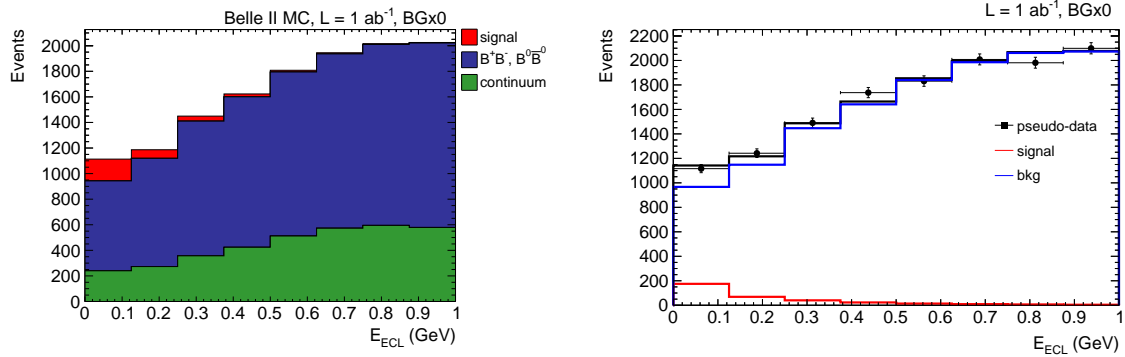 Belle II MC, L = 1 ab⁻¹, BGx0
Events
2000
1800
1600
1400
1200
1000
800
600
400
200
0
0 0.1 0.2 0.3 0.4 0.5 0.6 0.7 0.8 0.9 1
E_ECL (GeV)
signal
B⁺B⁻, B⁰B̅⁰
continuum
L = 1 ab⁻¹, BGx0
Events
2200
2000
1800
1600
1400
1200
1000
800
600
400
200
0
0 0.1 0.2 0.3 0.4 0.5 0.6 0.7 0.8 0.9 1
E_ECL (GeV)
pseudo-data
signal
bkg